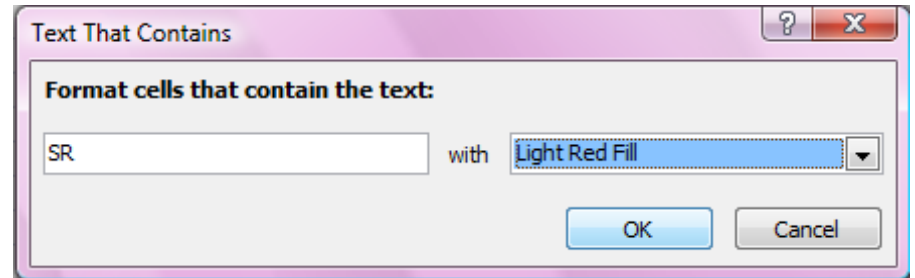 Text That Contains
Format cells that contain the text:
SR with Light Red Fill
OK Cancel